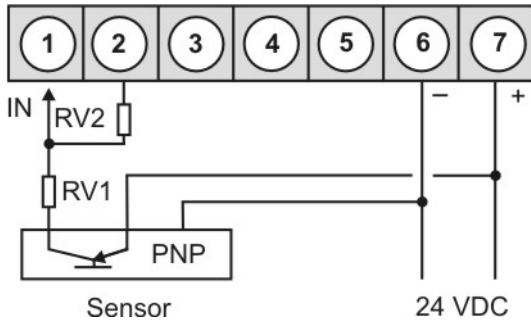 1 2 3 4 5 6 7
IN RV2 − +
RV1
PNP
Sensor 24 VDC